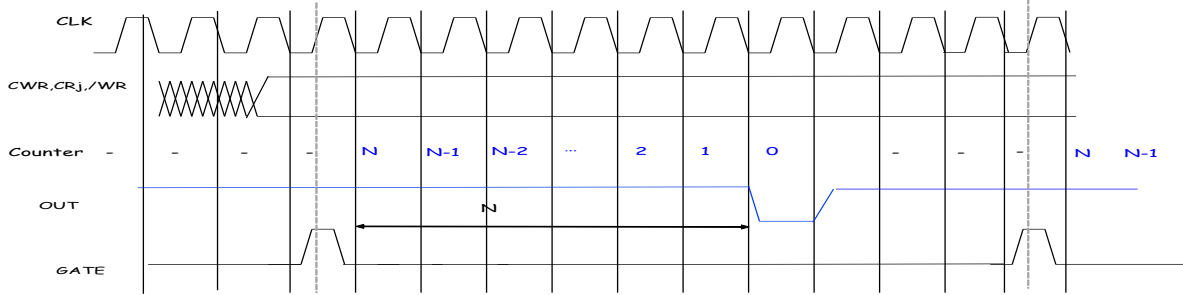 CLK
CWR,CRj,/WR
Counter - - - - N N-1 N-2 ... 2 1 0 - - - N N-1
OUT
N
GATE